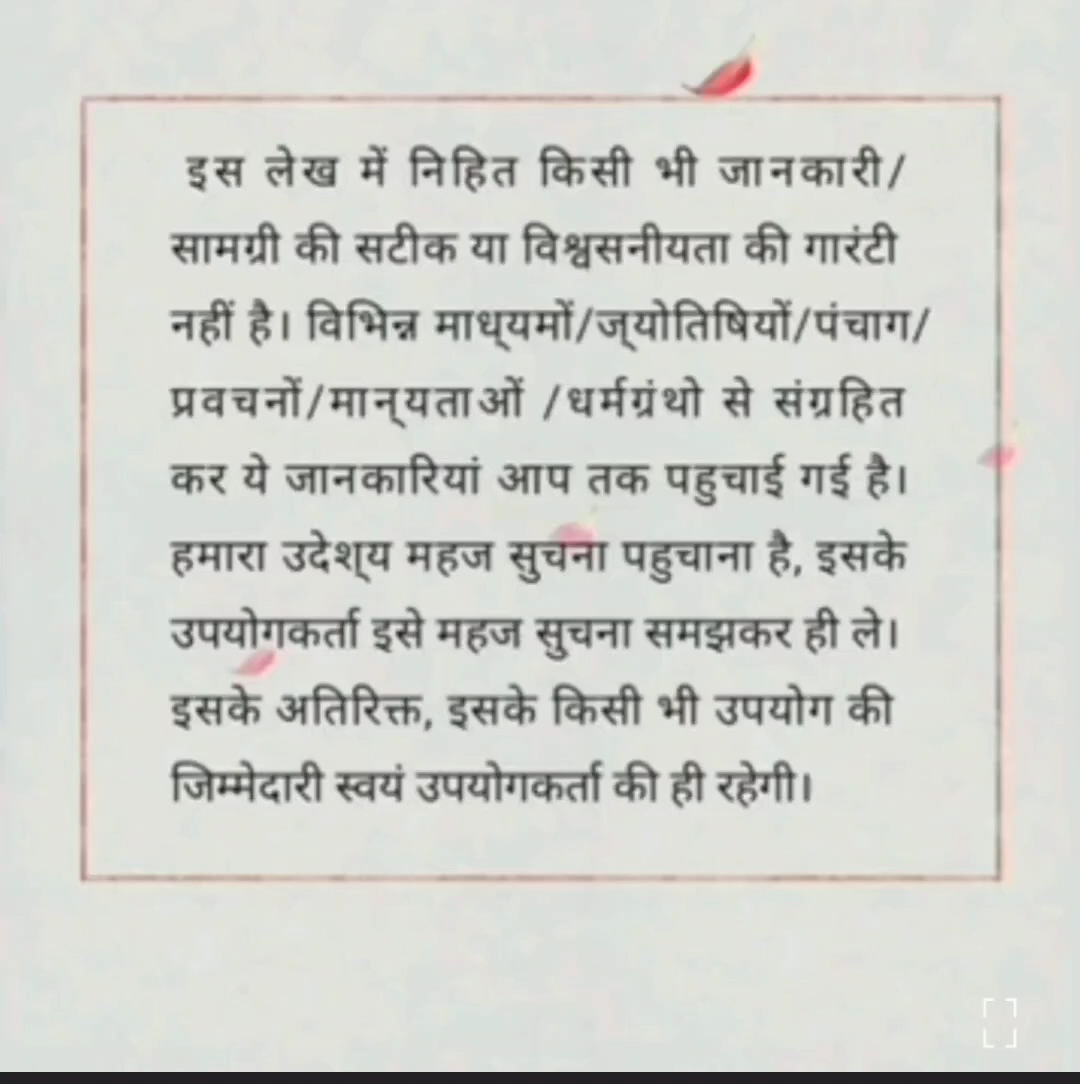 इस लेख में निहित किसी भी जानकारी/
सामग्री की सटीक या विश्वसनीयता की गारंटी
नहीं है। विभिन्न माध्यमों/ज्योतिषियों/पंचाग/
प्रवचनों/मान्यताओं /धर्मग्रंथो से संग्रहित
कर ये जानकारियां आप तक पहुचाई गई है।
हमारा उदेश्य महज सुचना पहुचाना है, इसके
उपयोगकर्ता इसे महज सुचना समझकर ही ले।
इसके अतिरिक्त, इसके किसी भी उपयोग की
जिम्मेदारी स्वयं उपयोगकर्ता की ही रहेगी।